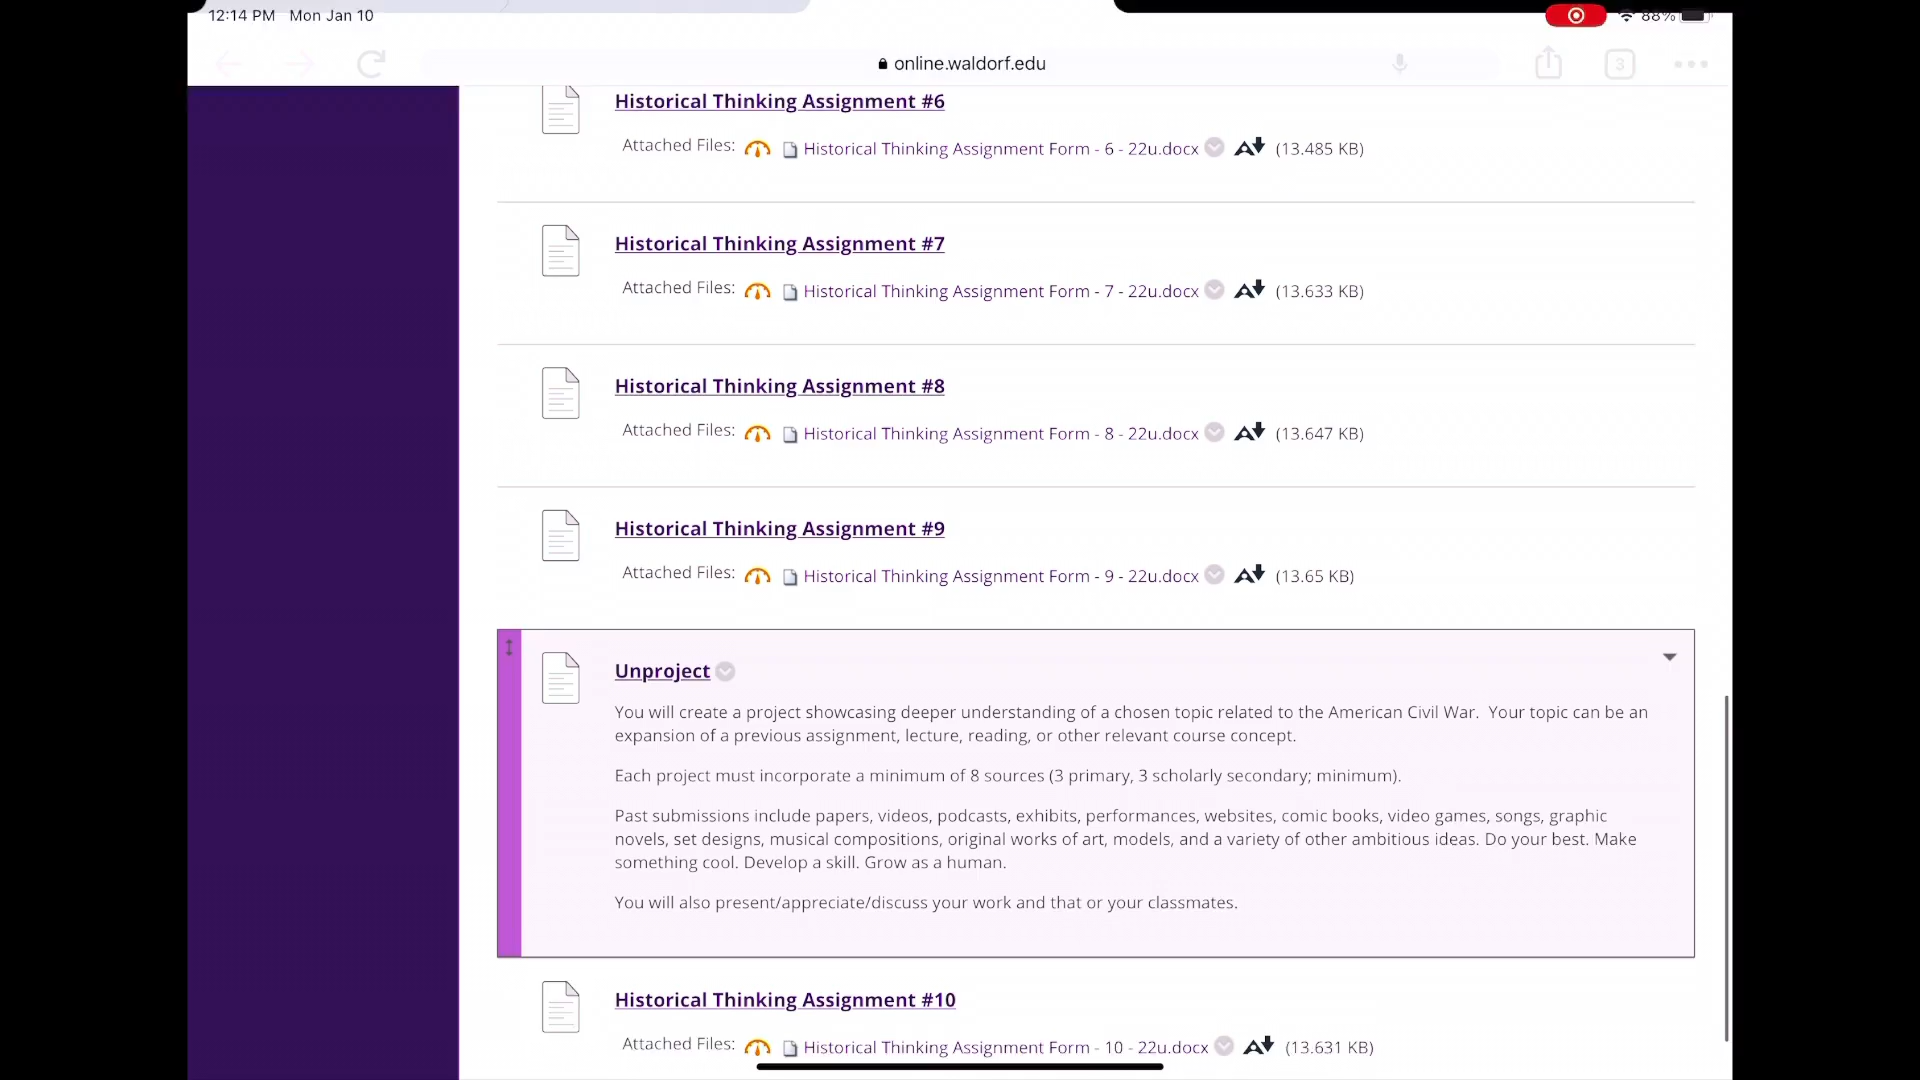 12:14 PM Mon Jan 10
88%
online.waldorf.edu
3
Historical Thinking Assignment #6
Attached Files: Historical Thinking Assignment Form - 6 - 22u.docx (13.485 KB)
Historical Thinking Assignment #7
Attached Files: Historical Thinking Assignment Form - 7 - 22u.docx (13.633 KB)
Historical Thinking Assignment #8
Attached Files: Historical Thinking Assignment Form - 8 - 22u.docx (13.647 KB)
Historical Thinking Assignment #9
Attached Files: Historical Thinking Assignment Form - 9 - 22u.docx (13.65 KB)
Unproject
You will create a project showcasing deeper understanding of a chosen topic related to the American Civil War.  Your topic can be an
expansion of a previous assignment, lecture, reading, or other relevant course concept.
Each project must incorporate a minimum of 8 sources (3 primary, 3 scholarly secondary; minimum).
Past submissions include papers, videos, podcasts, exhibits, performances, websites, comic books, video games, songs, graphic
novels, set designs, musical compositions, original works of art, models, and a variety of other ambitious ideas. Do your best. Make
something cool. Develop a skill. Grow as a human.
You will also present/appreciate/discuss your work and that or your classmates.
Historical Thinking Assignment #10
Attached Files: Historical Thinking Assignment Form - 10 - 22u.docx (13.631 KB)